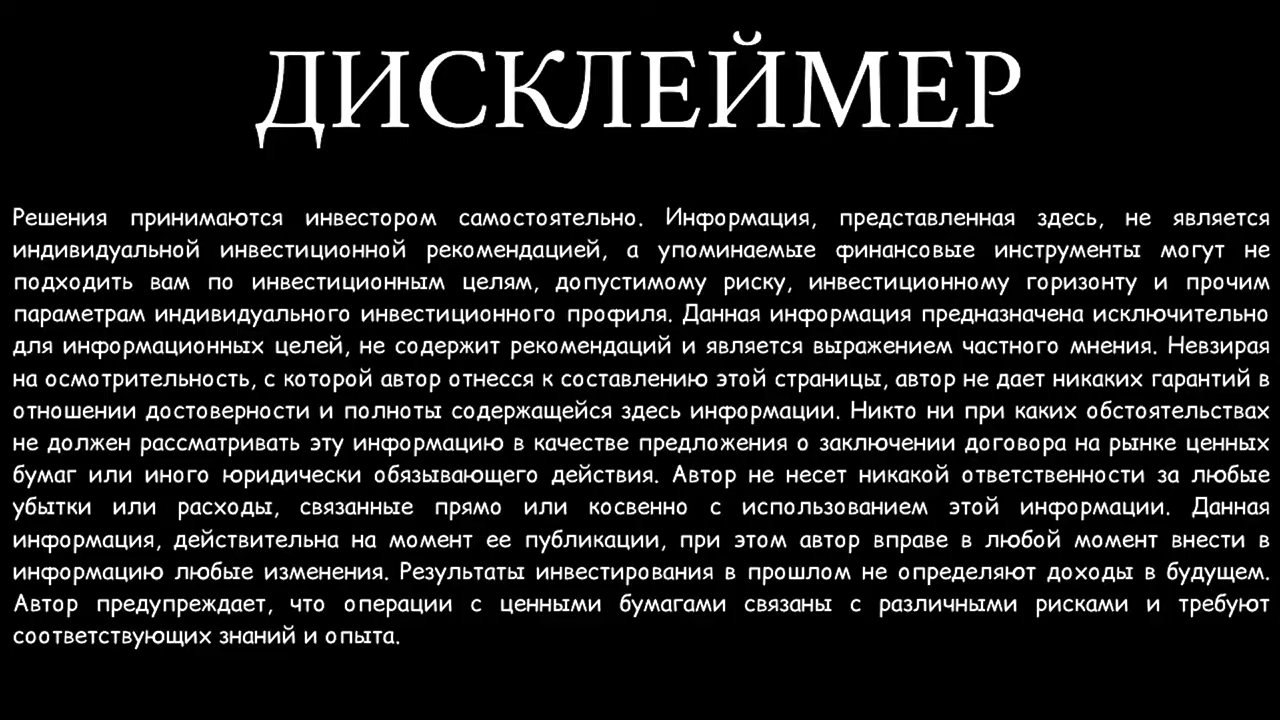 ДИСКЛЕЙМЕР
Решения принимаются инвестором самостоятельно. Информация, представленная здесь, не является
индивидуальной инвестиционной рекомендацией, а упоминаемые финансовые инструменты могут не
подходить вам по инвестиционным целям, допустимому риску, инвестиционному горизонту и прочим
параметрам индивидуального инвестиционного профиля. Данная информация предназначена исключительно
для информационных целей, не содержит рекомендаций и является выражением частного мнения. Невзирая
на осмотрительность, с которой автор отнесся к составлению этой страницы, автор не дает никаких гарантий в
отношении достоверности и полноты содержащейся здесь информации. Никто ни при каких обстоятельствах
не должен рассматривать эту информацию в качестве предложения о заключении договора на рынке ценных
бумаг или иного юридически обязывающего действия. Автор не несет никакой ответственности за любые
убытки или расходы, связанные прямо или косвенно с использованием этой информации. Данная
информация, действительна на момент ее публикации, при этом автор вправе в любой момент внести в
информацию любые изменения. Результаты инвестирования в прошлом не определяют доходы в будущем.
Автор предупреждает, что операции с ценными бумагами связаны с различными рисками и требуют
соответствующих знаний и опыта.